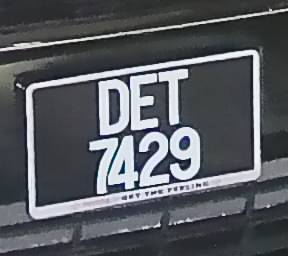 DET
7429
GET THE FEELING